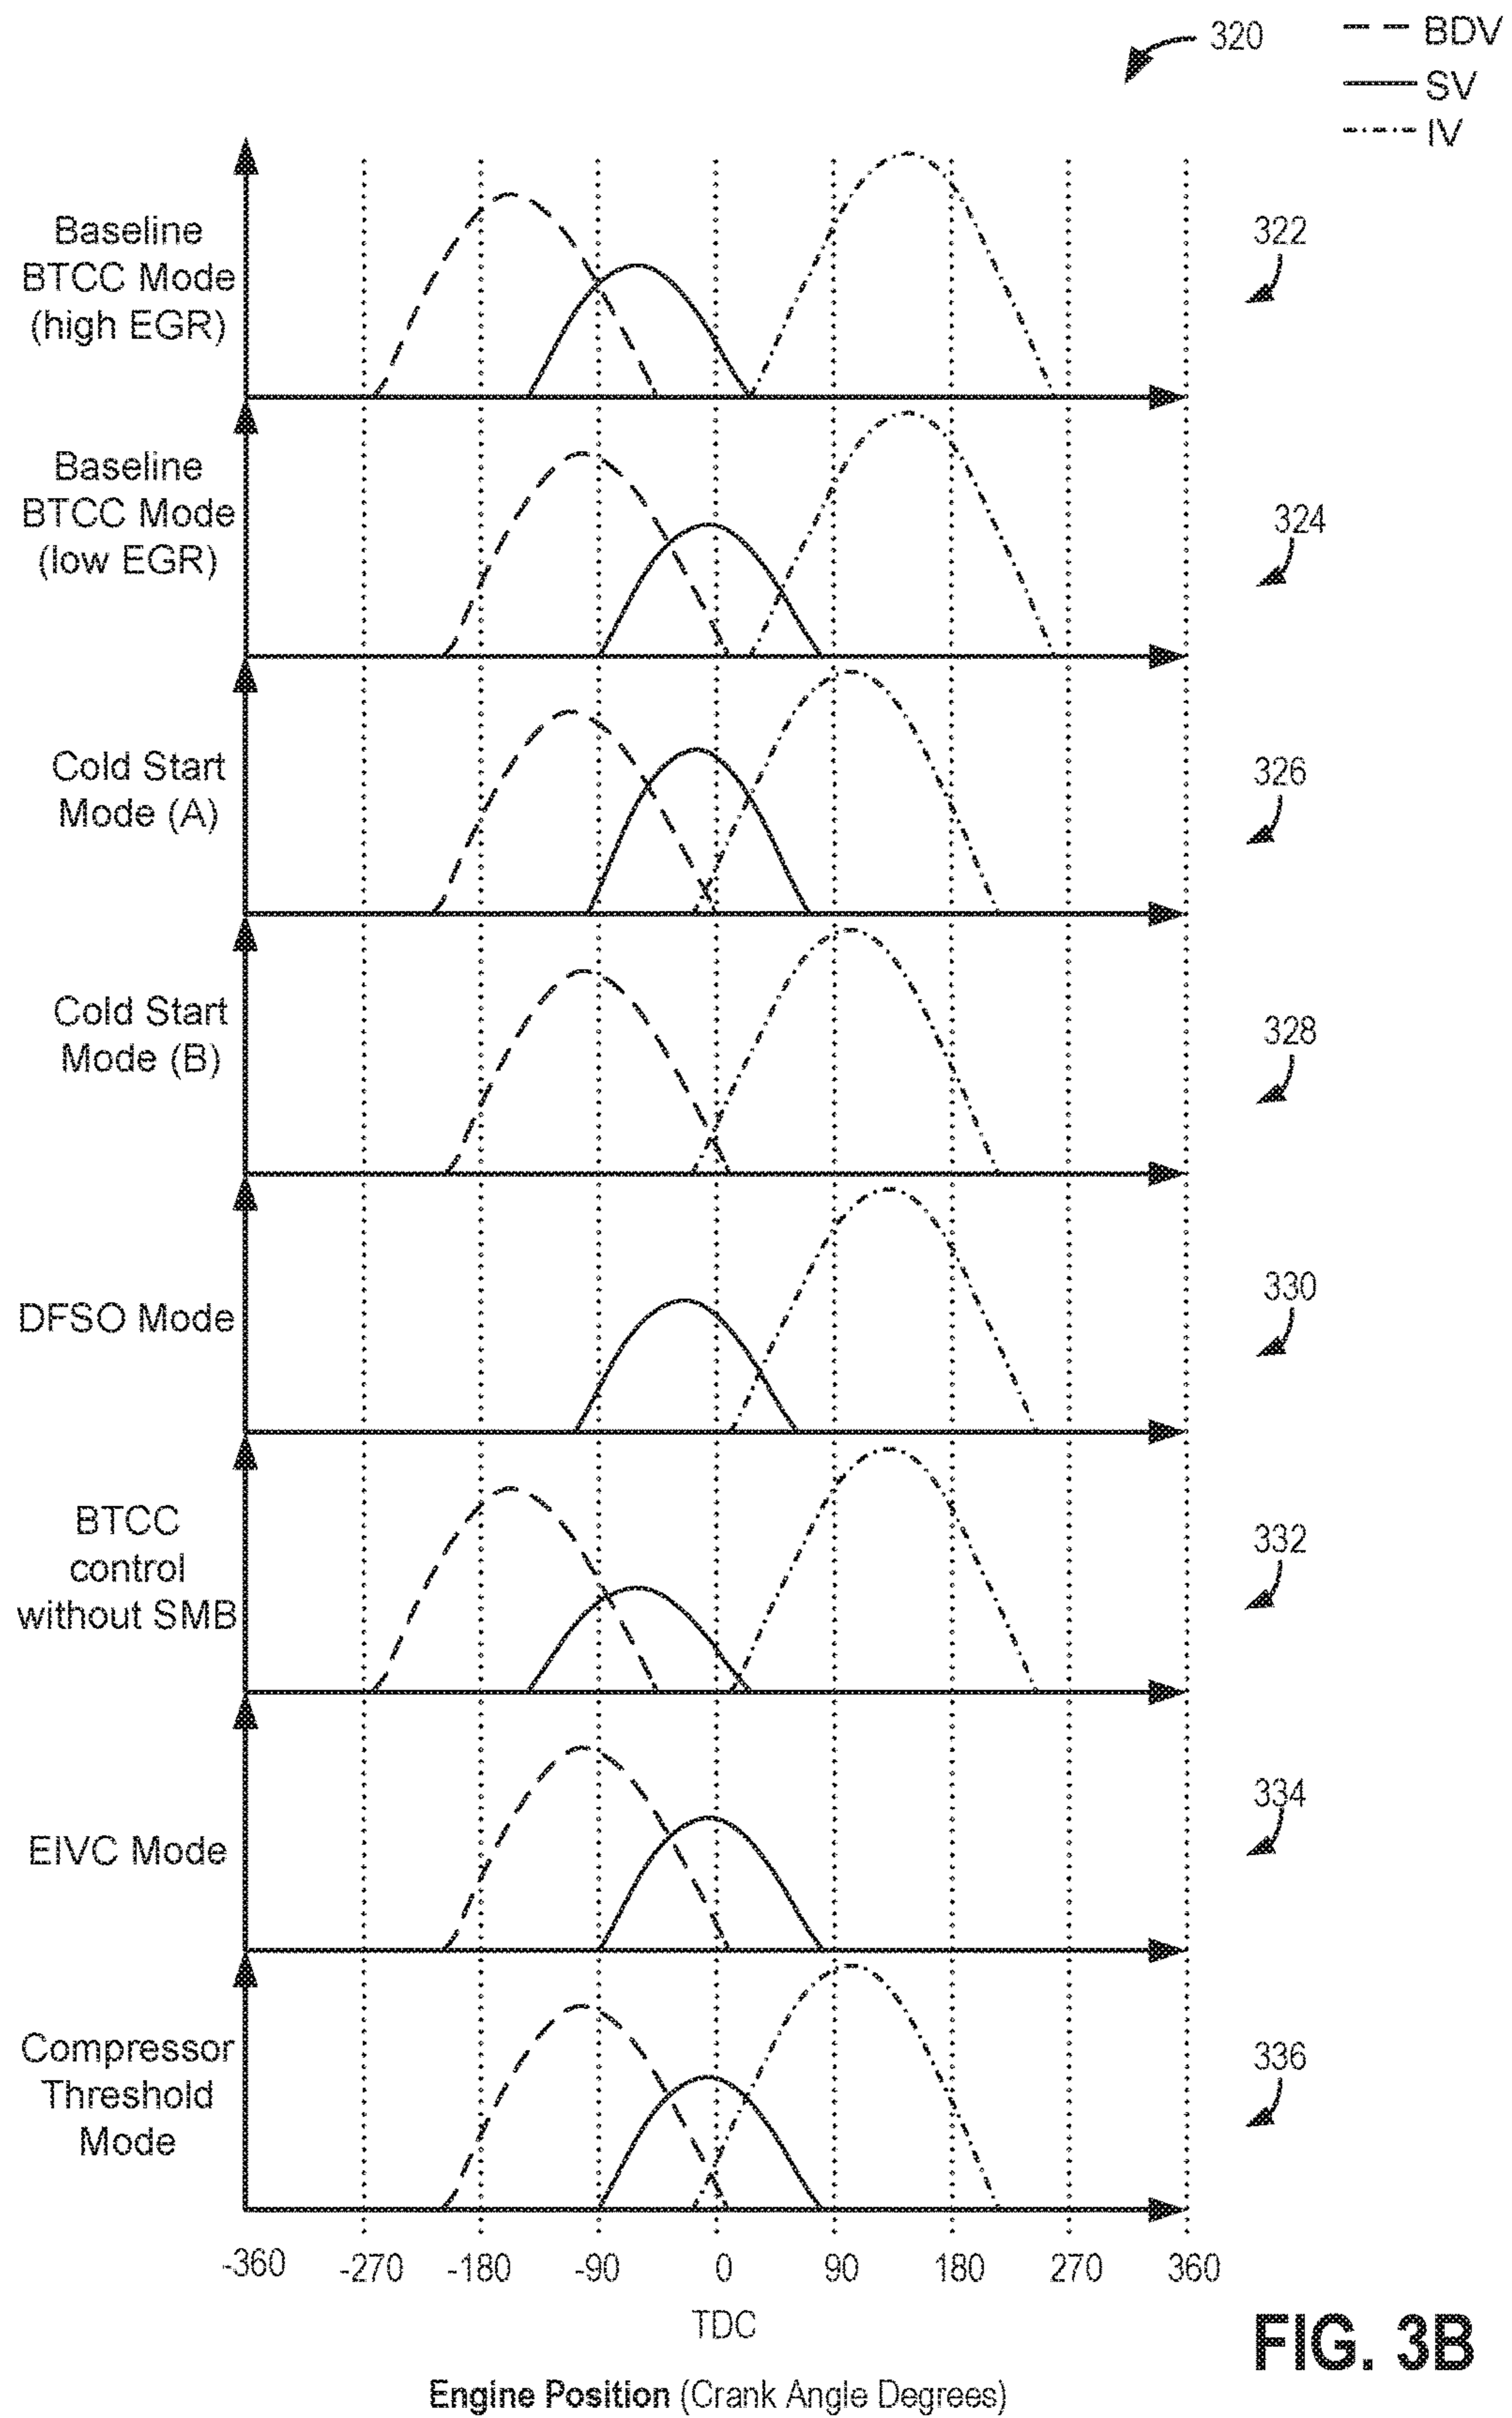 320
BDV
SV
IV
Baseline
BTCC Mode
(high EGR)
322
Baseline
BTCC Mode
(low EGR)
324
Cold Start
Mode (A)
326
Cold Start
Mode (B)
328
DFSO Mode
330
BTCC
control
without SMB
332
EIVC Mode
334
Compressor
Threshold
Mode
336
-360 -270 -180 -90 0 90 180 270 360
TDC
Engine Position (Crank Angle Degrees)
FIG. 3B